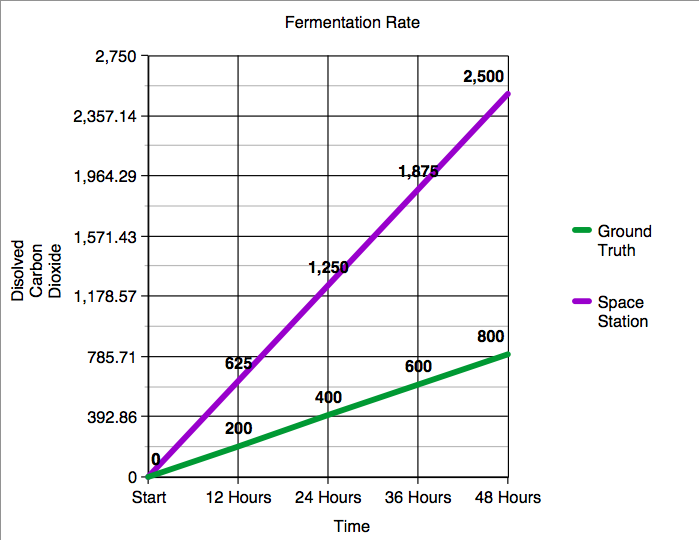 Fermentation Rate
2,750
2,357.14
1,964.29
1,571.43
1,178.57
785.71
392.86
0
Disolved
Carbon
Dioxide
2,500
1,875
1,250
625
0
800
600
400
200
Start
12 Hours
24 Hours
36 Hours
48 Hours
Time
Ground
Truth
Space
Station